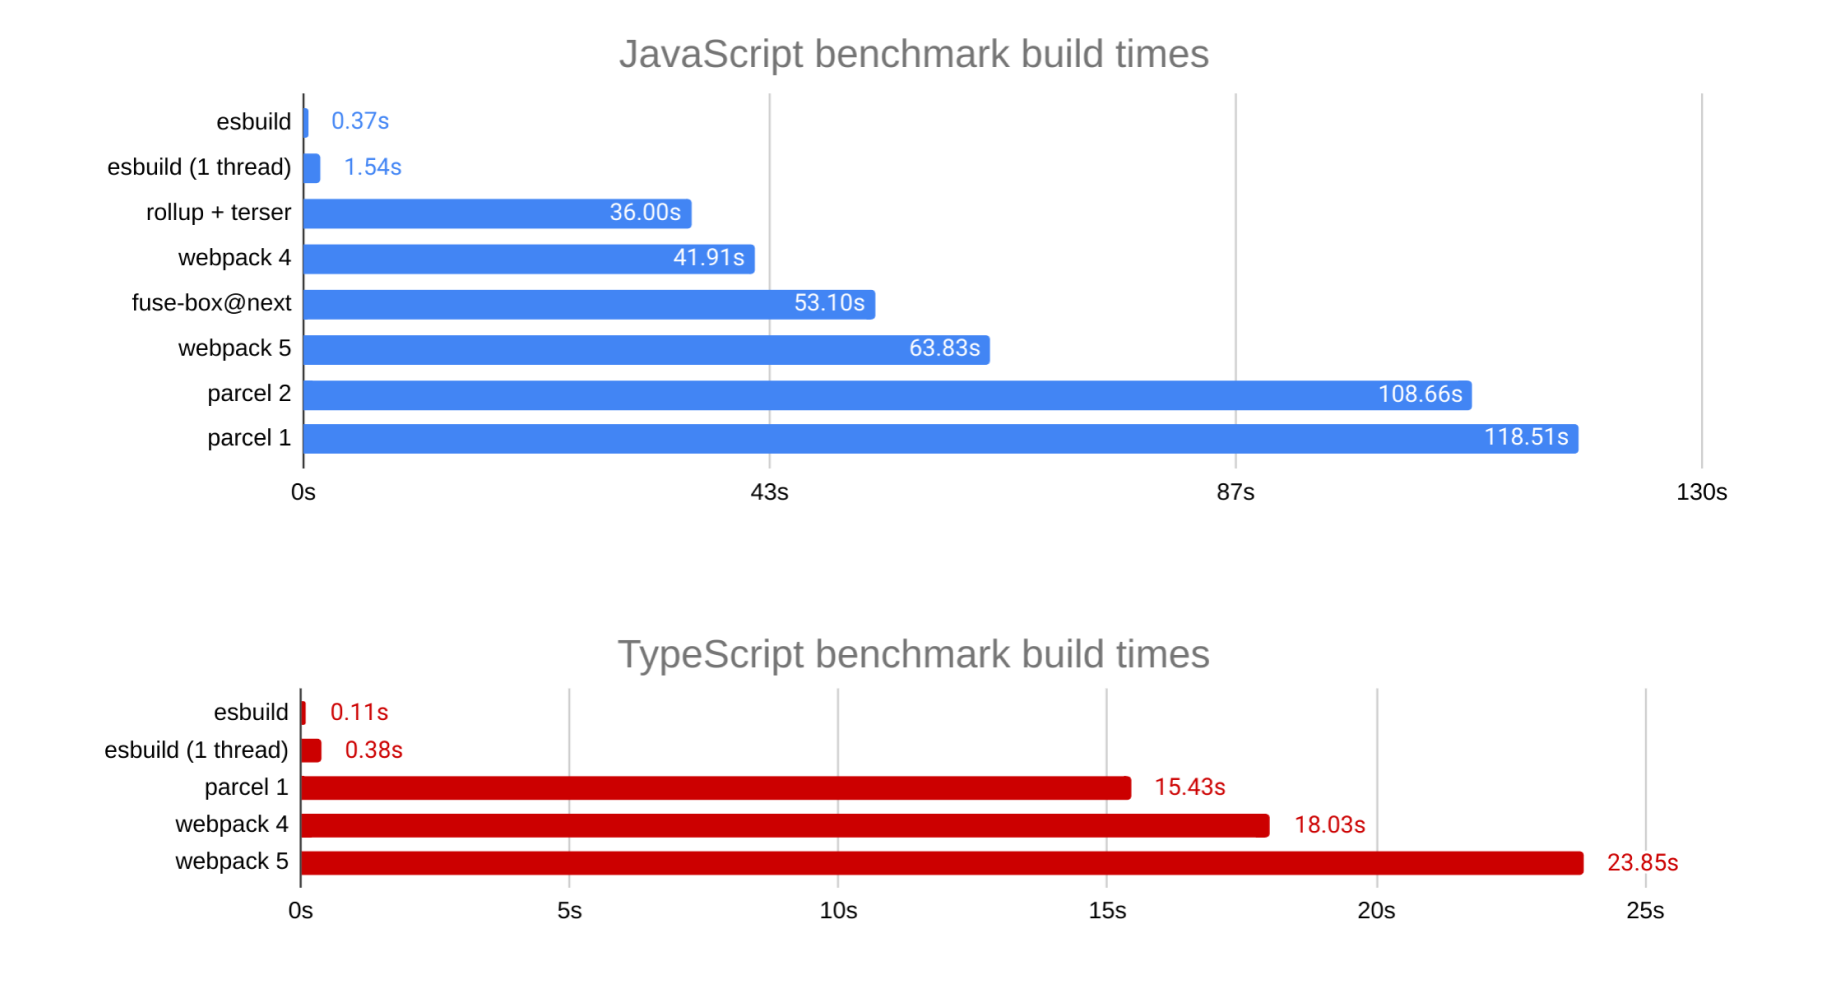 JavaScript benchmark build times
esbuild 0.37s
esbuild (1 thread) 1.54s
rollup + terser 36.00s
webpack 4 41.91s
fuse-box@next 53.10s
webpack 5 63.83s
parcel 2 108.66s
parcel 1 118.51s
0s 43s 87s 130s
TypeScript benchmark build times
esbuild 0.11s
esbuild (1 thread) 0.38s
parcel 1 15.43s
webpack 4 18.03s
webpack 5 23.85s
0s 5s 10s 15s 20s 25s